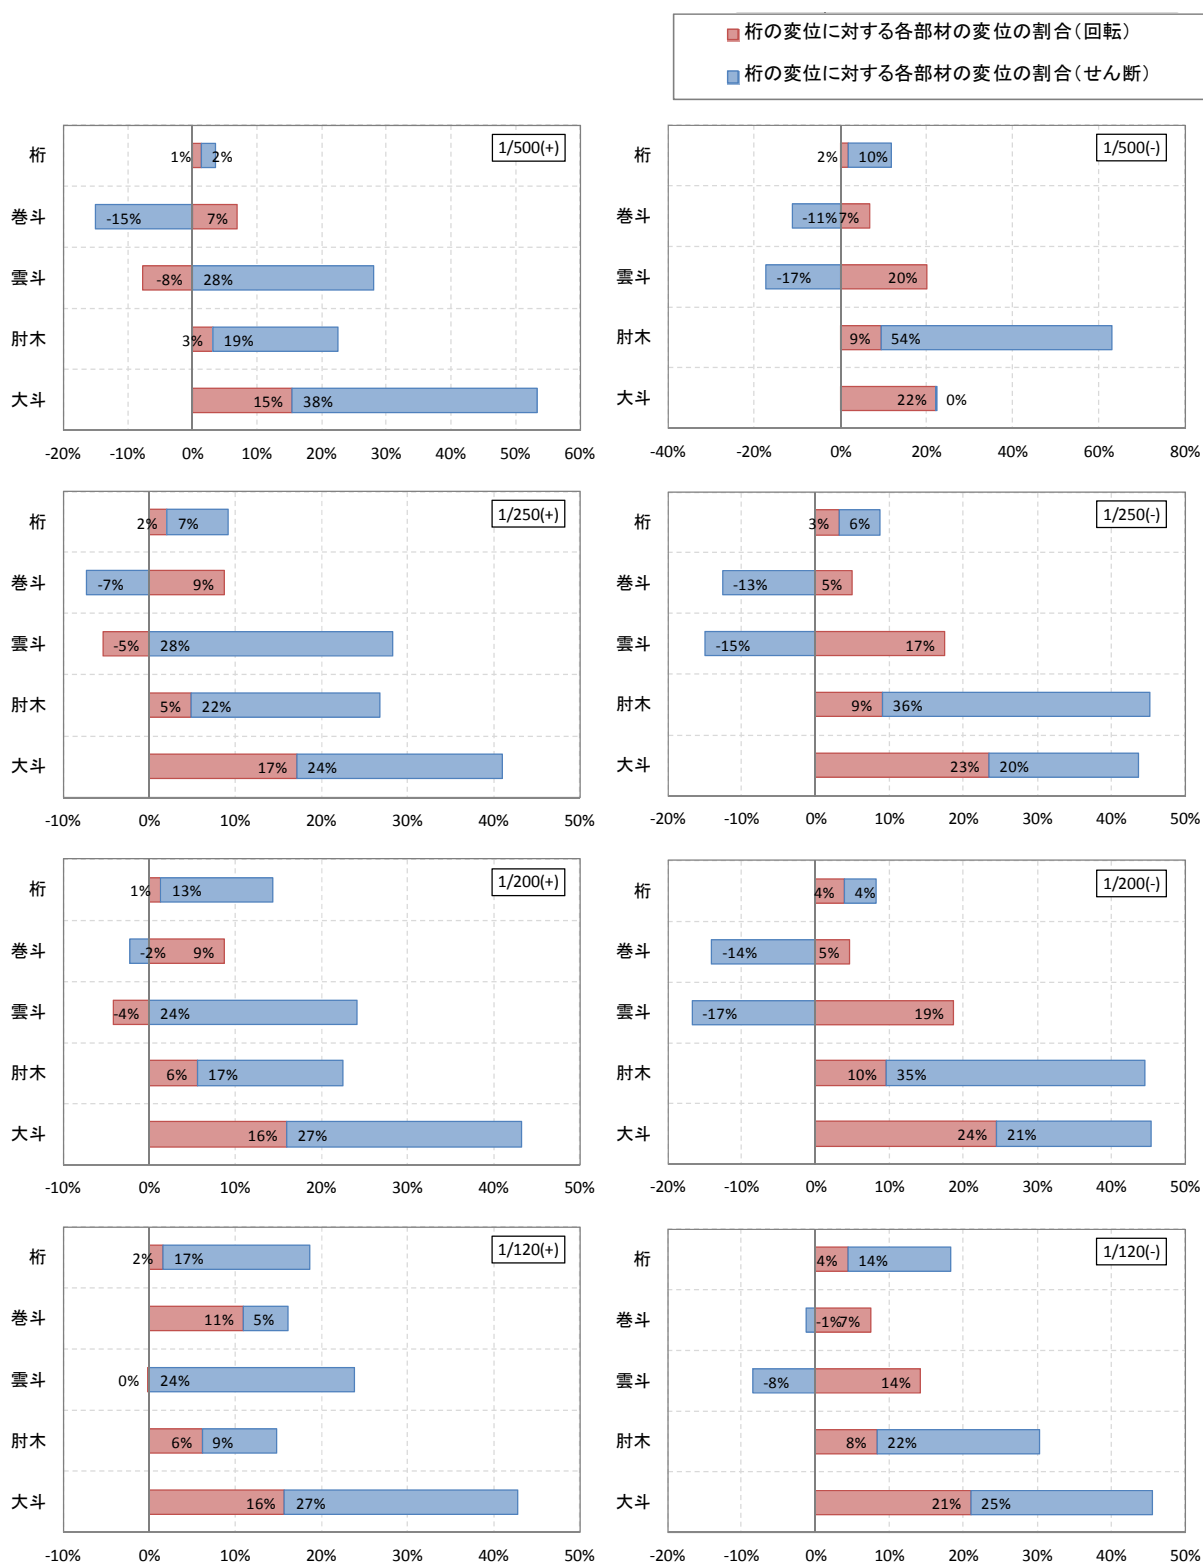 桁の変位に対する各部材の変位の割合（回転）
桁の変位に対する各部材の変位の割合（せん断）
1/500(+)
桁 1% 2%
巻斗 -15% 7%
雲斗 -8% 28%
肘木 3% 19%
大斗 15% 38%
-20% -10% 0% 10% 20% 30% 40% 50% 60%
1/500(-)
桁 2% 10%
巻斗 -11% 7%
雲斗 -17% 20%
肘木 9% 54%
大斗 22% 0%
-40% -20% 0% 20% 40% 60% 80%
1/250(+)
桁 2% 7%
巻斗 -7% 9%
雲斗 -5% 28%
肘木 5% 22%
大斗 17% 24%
-10% 0% 10% 20% 30% 40% 50%
1/250(-)
桁 3% 6%
巻斗 -13% 5%
雲斗 -15% 17%
肘木 9% 36%
大斗 23% 20%
-20% -10% 0% 10% 20% 30% 40% 50%
1/200(+)
桁 1% 13%
巻斗 -2% 9%
雲斗 -4% 24%
肘木 6% 17%
大斗 16% 27%
-10% 0% 10% 20% 30% 40% 50%
1/200(-)
桁 4% 4%
巻斗 -14% 5%
雲斗 -17% 19%
肘木 10% 35%
大斗 24% 21%
-20% -10% 0% 10% 20% 30% 40% 50%
1/120(+)
桁 2% 17%
巻斗 11% 5%
雲斗 0% 24%
肘木 6% 9%
大斗 16% 27%
-10% 0% 10% 20% 30% 40% 50%
1/120(-)
桁 4% 14%
巻斗 -1% 7%
雲斗 -8% 14%
肘木 8% 22%
大斗 21% 25%
-20% -10% 0% 10% 20% 30% 40% 50%